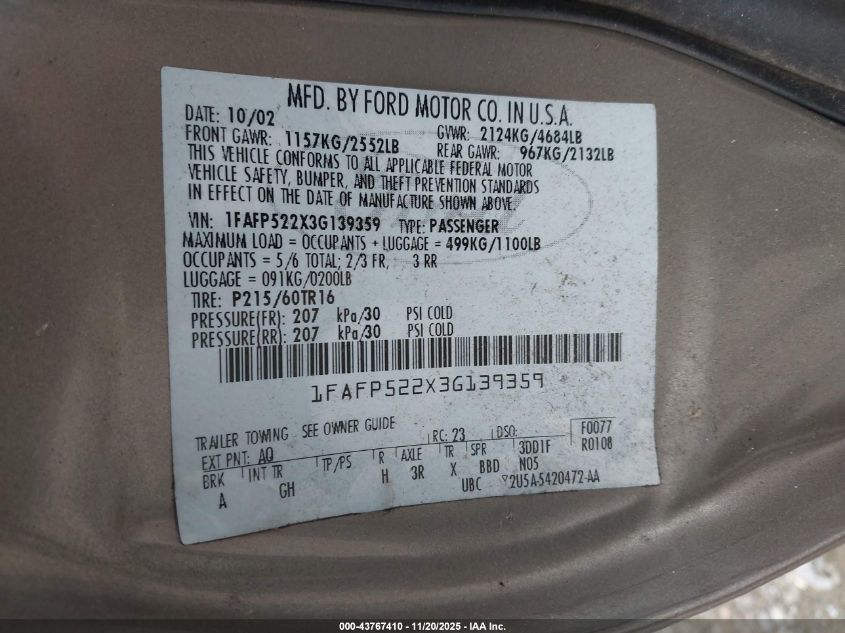 MFD. BY FORD MOTOR CO. IN U.S.A.
DATE: 10/02 GVWR: 2124KG/4684LB
FRONT GAWR: 1157KG/2552LB REAR GAWR: 967KG/2132LB
THIS VEHICLE CONFORMS TO ALL APPLICABLE FEDERAL MOTOR
VEHICLE SAFETY, BUMPER, AND THEFT PREVENTION STANDARDS
IN EFFECT ON THE DATE OF MANUFACTURE SHOWN ABOVE.
VIN: 1FAFP522X3G139359 TYPE: PASSENGER
MAXIMUM LOAD = OCCUPANTS + LUGGAGE = 499KG/1100LB
OCCUPANTS = 5/6 TOTAL; 2/3 FR, 3 RR
LUGGAGE = 091KG/0200LB
TIRE: P215/60TR16
PRESSURE(FR): 207 kPa/30 PSI COLD
PRESSURE(RR): 207 kPa/30 PSI COLD
1FAFP522X3G139359
TRAILER TOWING SEE OWNER GUIDE
EXT PNT: AQ RC: 23 DSO: F0077
BRK INT TR TP/PS R AXLE TR SPR 3DD1F R0108
A GH H 3R X BBD N05
UBC 2U5A-5420472-AA
000-43767410 - 11/20/2025 - IAA Inc.